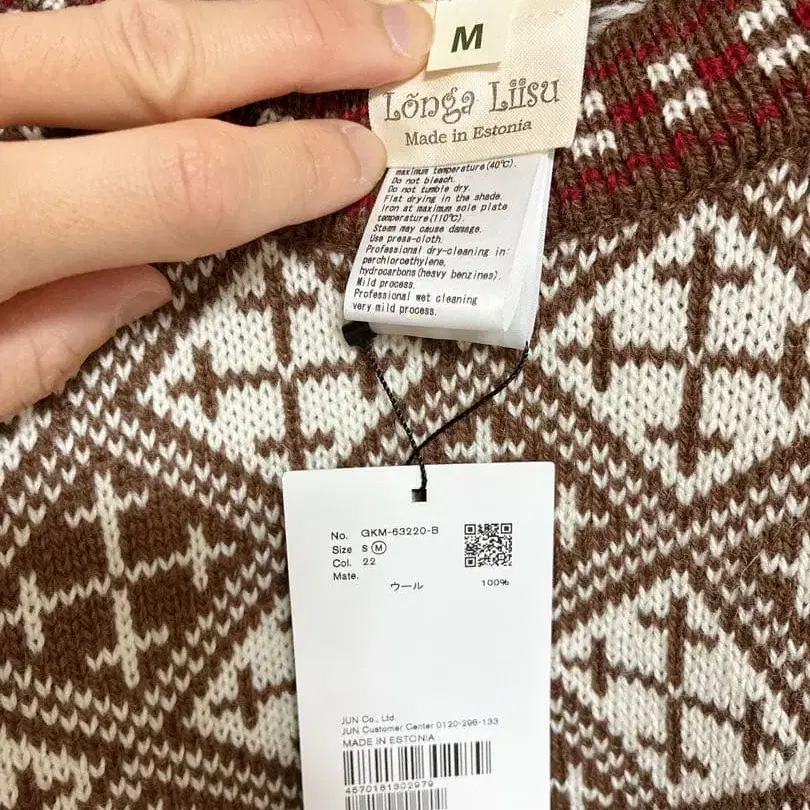 M
Lõnga Liisu
Made in Estonia
maximum temperature(40℃).
Do not bleach.
Do not tumble dry.
Flat drying in the shade.
Iron at maximum sole plate
temperature(110℃).
Steam may cause damage.
Use press-cloth.
Professional dry-cleaning in:
perchloroethylene,
hydrocarbons(heavy benzines).
Mild process.
Professional wet cleaning
very mild process.
No. GKM-63220-B
Size S M
Col. 22
Mate.
ウール 100%
JUN Co., Ltd.
JUN Customer Center 0120-298-133
MADE IN ESTONIA
4570181302979